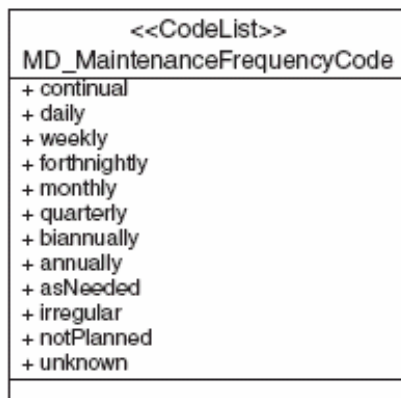 <<CodeList>>
MD_MaintenanceFrequencyCode
+ continual
+ daily
+ weekly
+ forthnightly
+ monthly
+ quarterly
+ biannually
+ annually
+ asNeeded
+ irregular
+ notPlanned
+ unknown